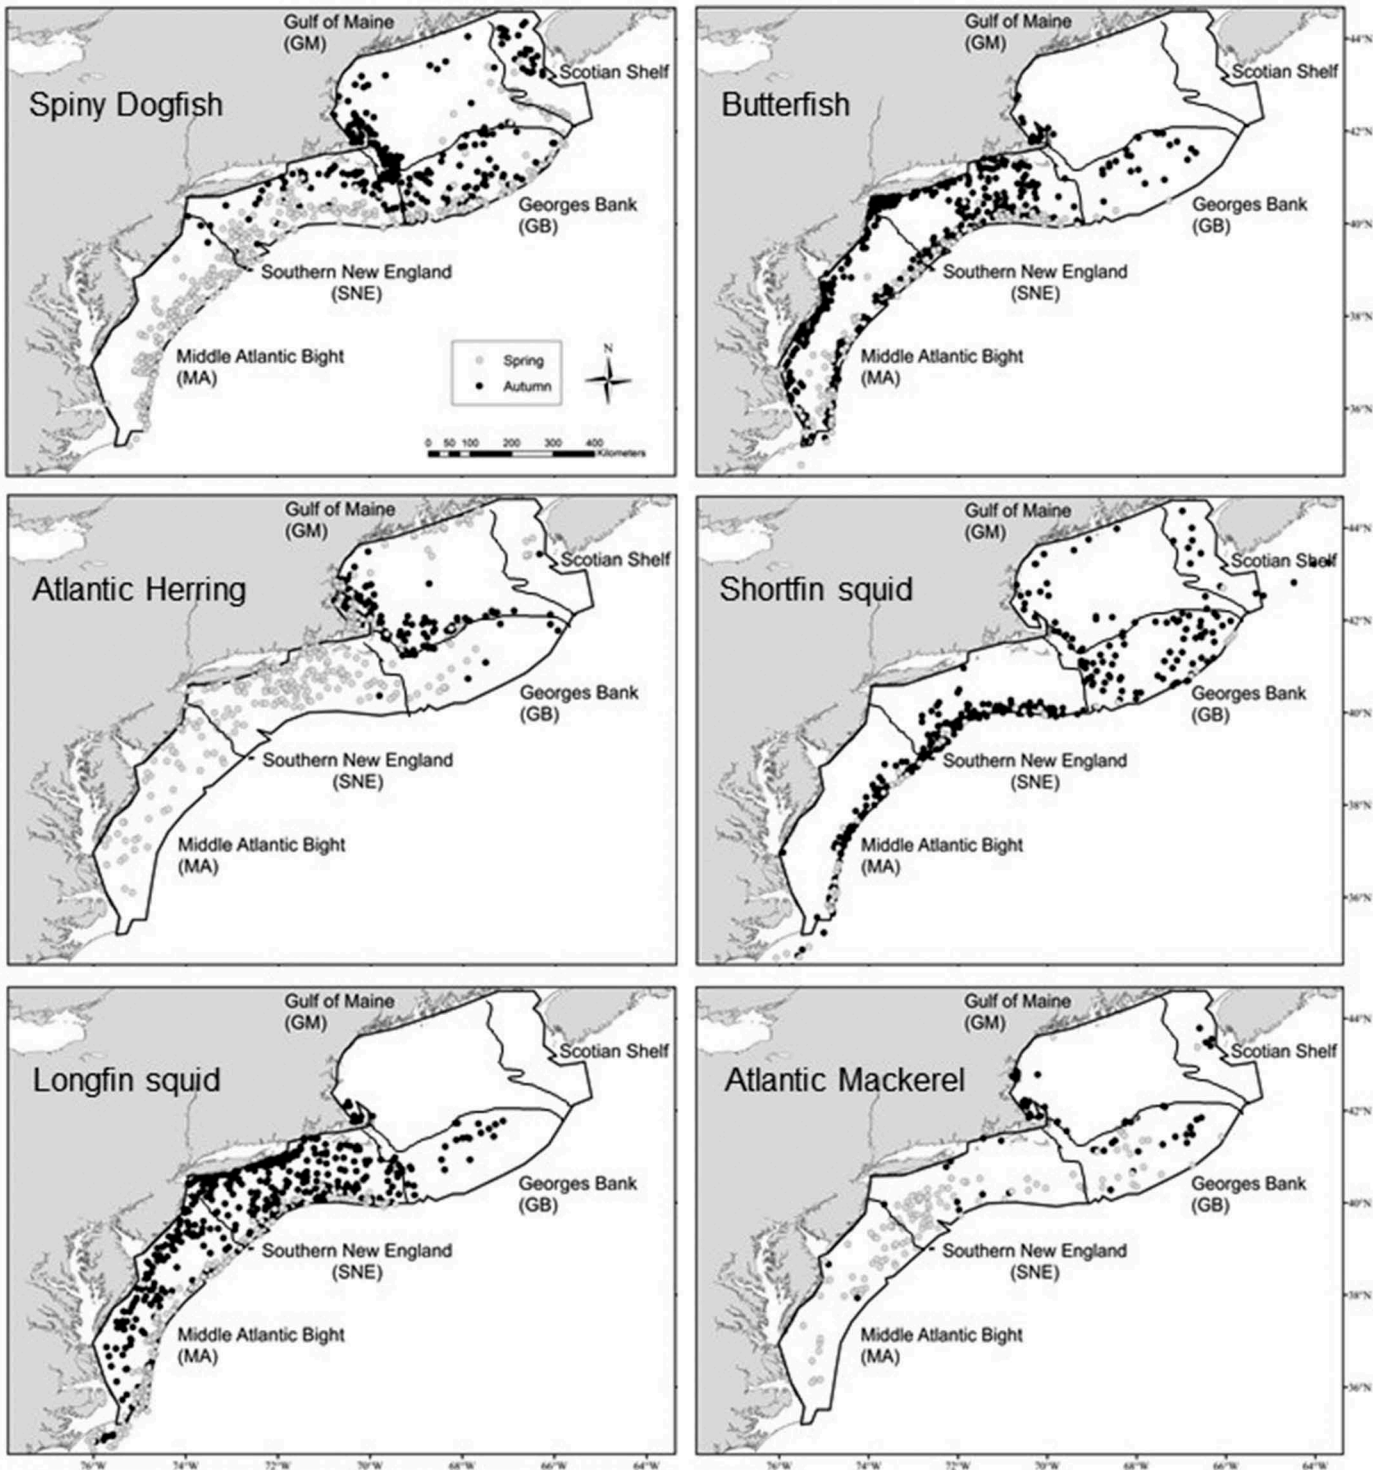 Gulf of Maine
(GM)
Scotian Shelf
Spiny Dogfish
Georges Bank
(GB)
Southern New England
(SNE)
Middle Atlantic Bight
(MA)
Spring
Autumn
N
0 50 100 200 300 400
Kilometers
Gulf of Maine
(GM)
44°N
Scotian Shelf
Butterfish
42°N
Georges Bank
(GB)
40°N
Southern New England
(SNE)
38°N
Middle Atlantic Bight
(MA)
36°N
Gulf of Maine
(GM)
Scotian Shelf
Atlantic Herring
Georges Bank
(GB)
Southern New England
(SNE)
Middle Atlantic Bight
(MA)
Gulf of Maine
(GM)
44°N
Scotian Shelf
Shortfin squid
42°N
Georges Bank
(GB)
40°N
Southern New England
(SNE)
38°N
Middle Atlantic Bight
(MA)
36°N
Gulf of Maine
(GM)
Scotian Shelf
Longfin squid
Georges Bank
(GB)
Southern New England
(SNE)
Middle Atlantic Bight
(MA)
76°W 74°W 72°W 70°W 68°W 66°W 64°W
Gulf of Maine
(GM)
44°N
Scotian Shelf
Atlantic Mackerel
42°N
Georges Bank
(GB)
40°N
Southern New England
(SNE)
38°N
Middle Atlantic Bight
(MA)
36°N
76°W 74°W 72°W 70°W 68°W 66°W 64°W